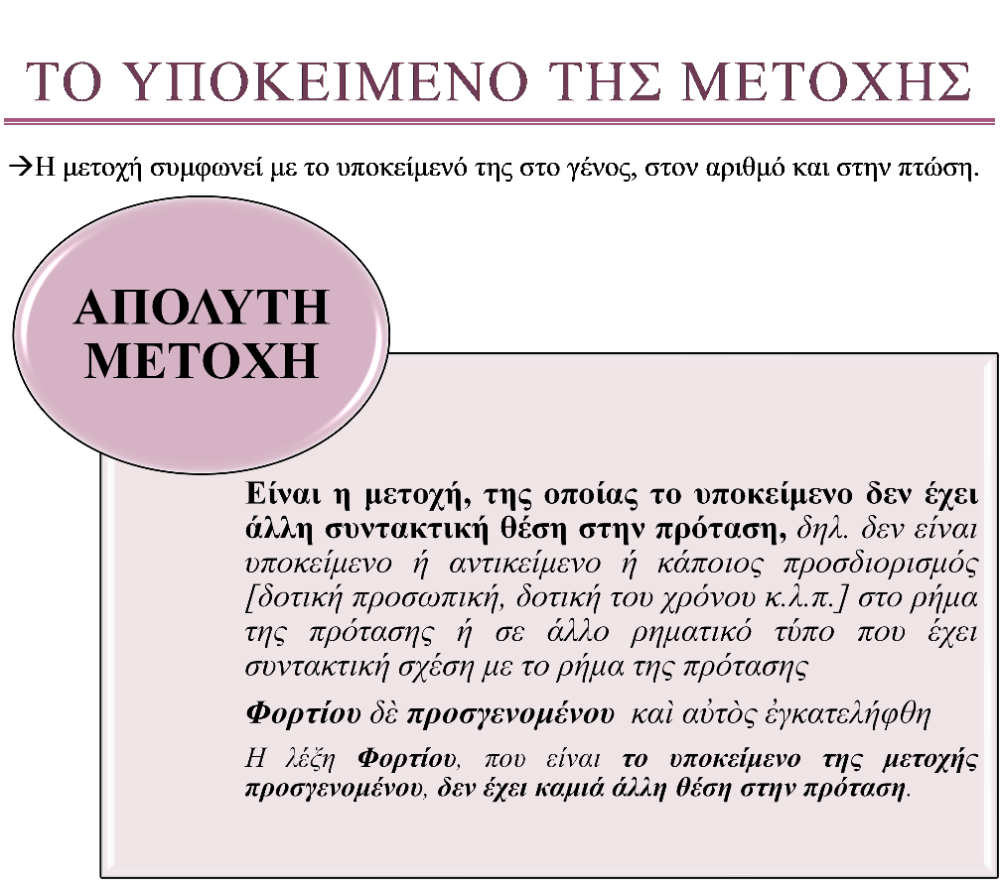 ΤΟ ΥΠΟΚΕΙΜΕΝΟ ΤΗΣ ΜΕΤΟΧΗΣ
→Η μετοχή συμφωνεί με το υποκείμενό της στο γένος, στον αριθμό και στην πτώση.
ΑΠΟΛΥΤΗ
ΜΕΤΟΧΗ
Είναι η μετοχή, της οποίας το υποκείμενο δεν έχει
άλλη συντακτική θέση στην πρόταση, δηλ. δεν είναι
υποκείμενο ή αντικείμενο ή κάποιος προσδιορισμός
[δοτική προσωπική, δοτική του χρόνου κ.λ.π.] στο ρήμα
της πρότασης ή σε άλλο ρηματικό τύπο που έχει
συντακτική σχέση με το ρήμα της πρότασης
Φορτίου δὲ προσγενομένου καὶ αὐτὸς ἐγκατελήφθη
Η λέξη Φορτίου, που είναι το υποκείμενο της μετοχής
προσγενομένου, δεν έχει καμιά άλλη θέση στην πρόταση.